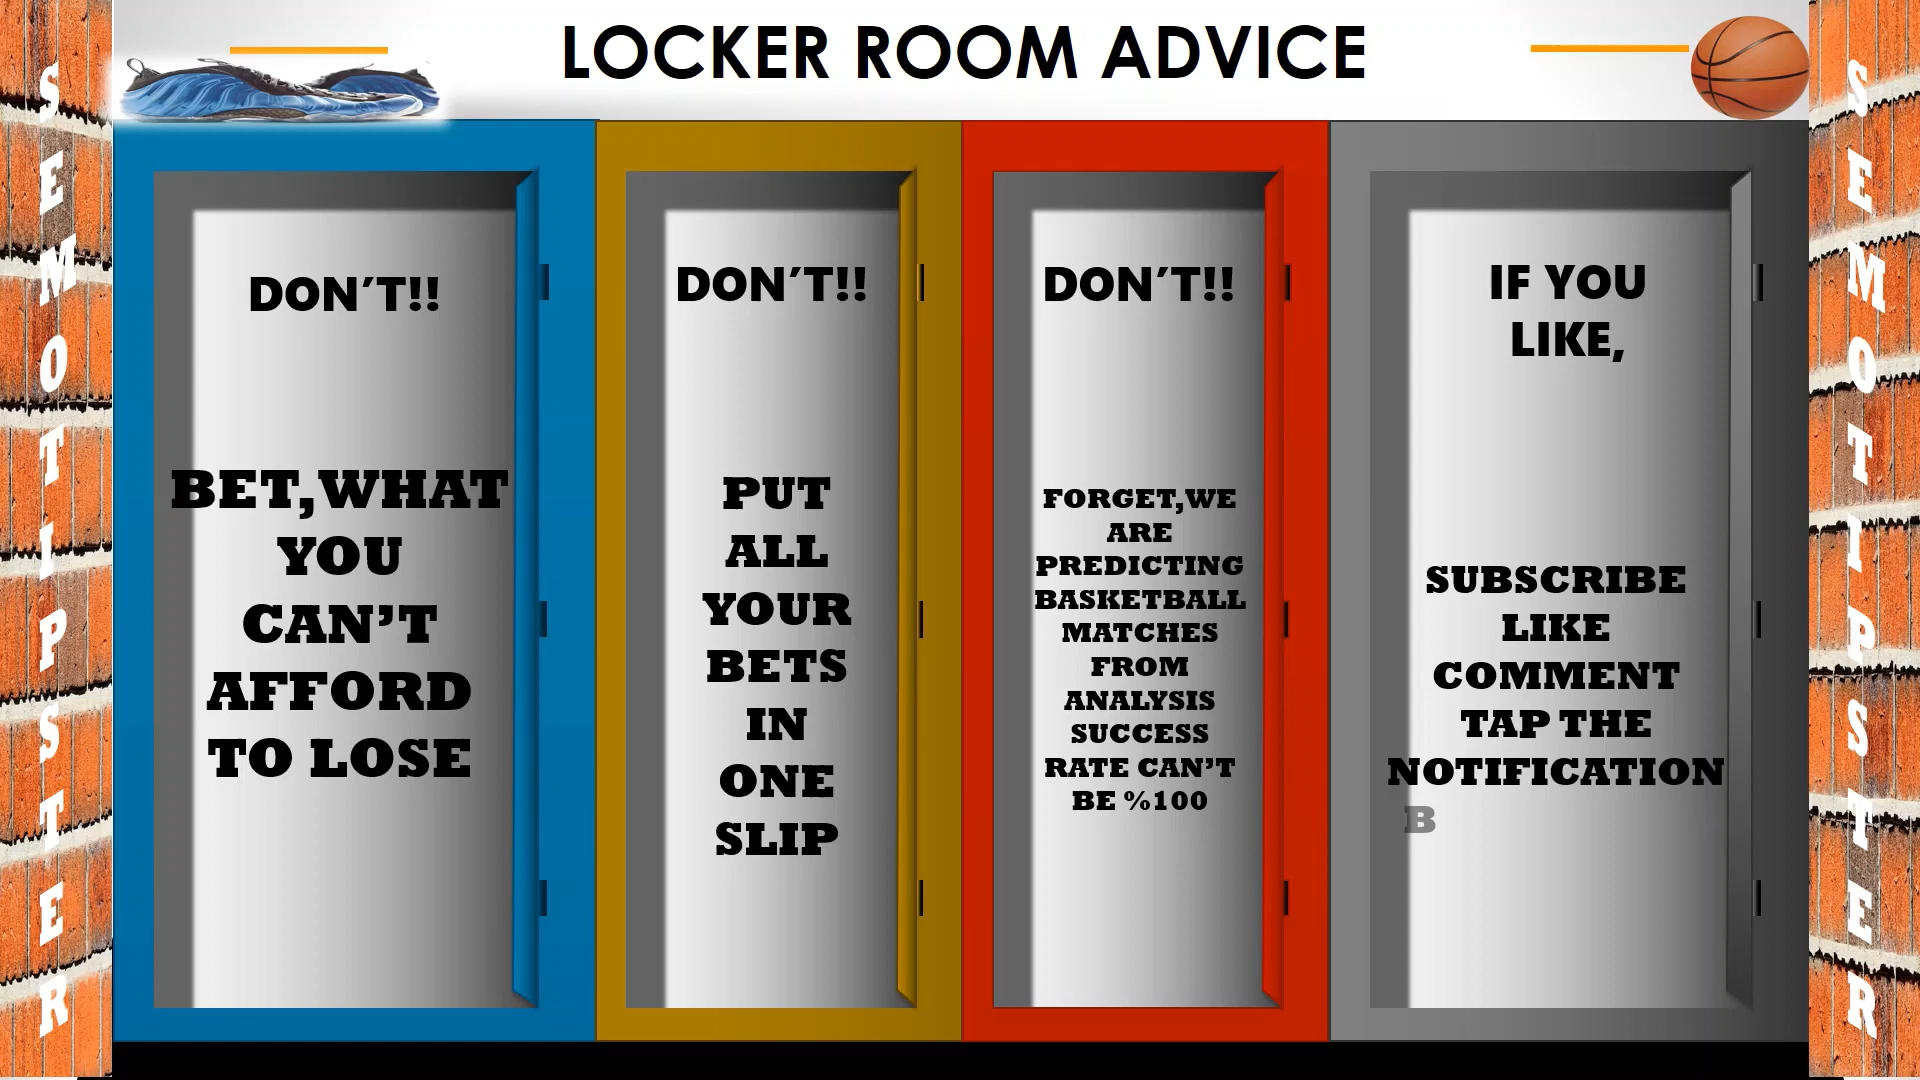 LOCKER ROOM ADVICE
SEMOTIPSTER
DON'T!!
BET,WHAT
YOU
CAN'T
AFFORD
TO LOSE
DON'T!!
PUT
ALL
YOUR
BETS
IN
ONE
SLIP
DON'T!!
FORGET,WE
ARE
PREDICTING
BASKETBALL
MATCHES
FROM
ANALYSIS
SUCCESS
RATE CAN'T
BE %100
IF YOU
LIKE,
SUBSCRIBE
LIKE
COMMENT
TAP THE
NOTIFICATION
B
SEMOTIPSTER